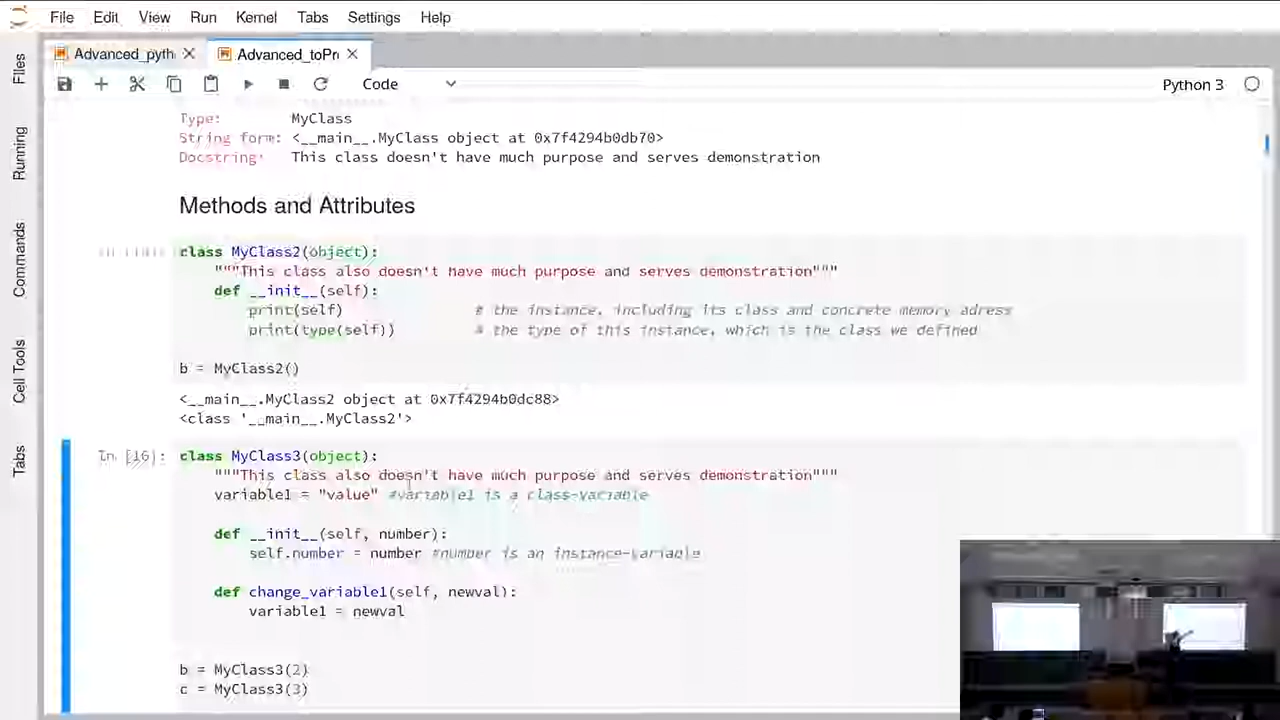 File Edit View Run Kernel Tabs Settings Help
Advanced_pyth Advanced_toPr
Code Python 3
Files
Running
Commands
Cell Tools
Tabs
Type: MyClass
String form: <__main__.MyClass object at 0x7f4294b0db70>
Docstring: This class doesn't have much purpose and serves demonstration
Methods and Attributes
class MyClass2(object):
"""This class also doesn't have much purpose and serves demonstration"""
def __init__(self):
print(self) # the instance, including its class and concrete memory adress
print(type(self)) # the type of this instance, which is the class we defined
b = MyClass2()
<__main__.MyClass2 object at 0x7f4294b0dc88>
<class '__main__.MyClass2'>
In [16]: class MyClass3(object):
"""This class also doesn't have much purpose and serves demonstration"""
variable1 = "value" #variable1 is a class-variable
def __init__(self, number):
self.number = number #number is an instance-variable
def change_variable1(self, newval):
variable1 = newval
b = MyClass3(2)
c = MyClass3(3)